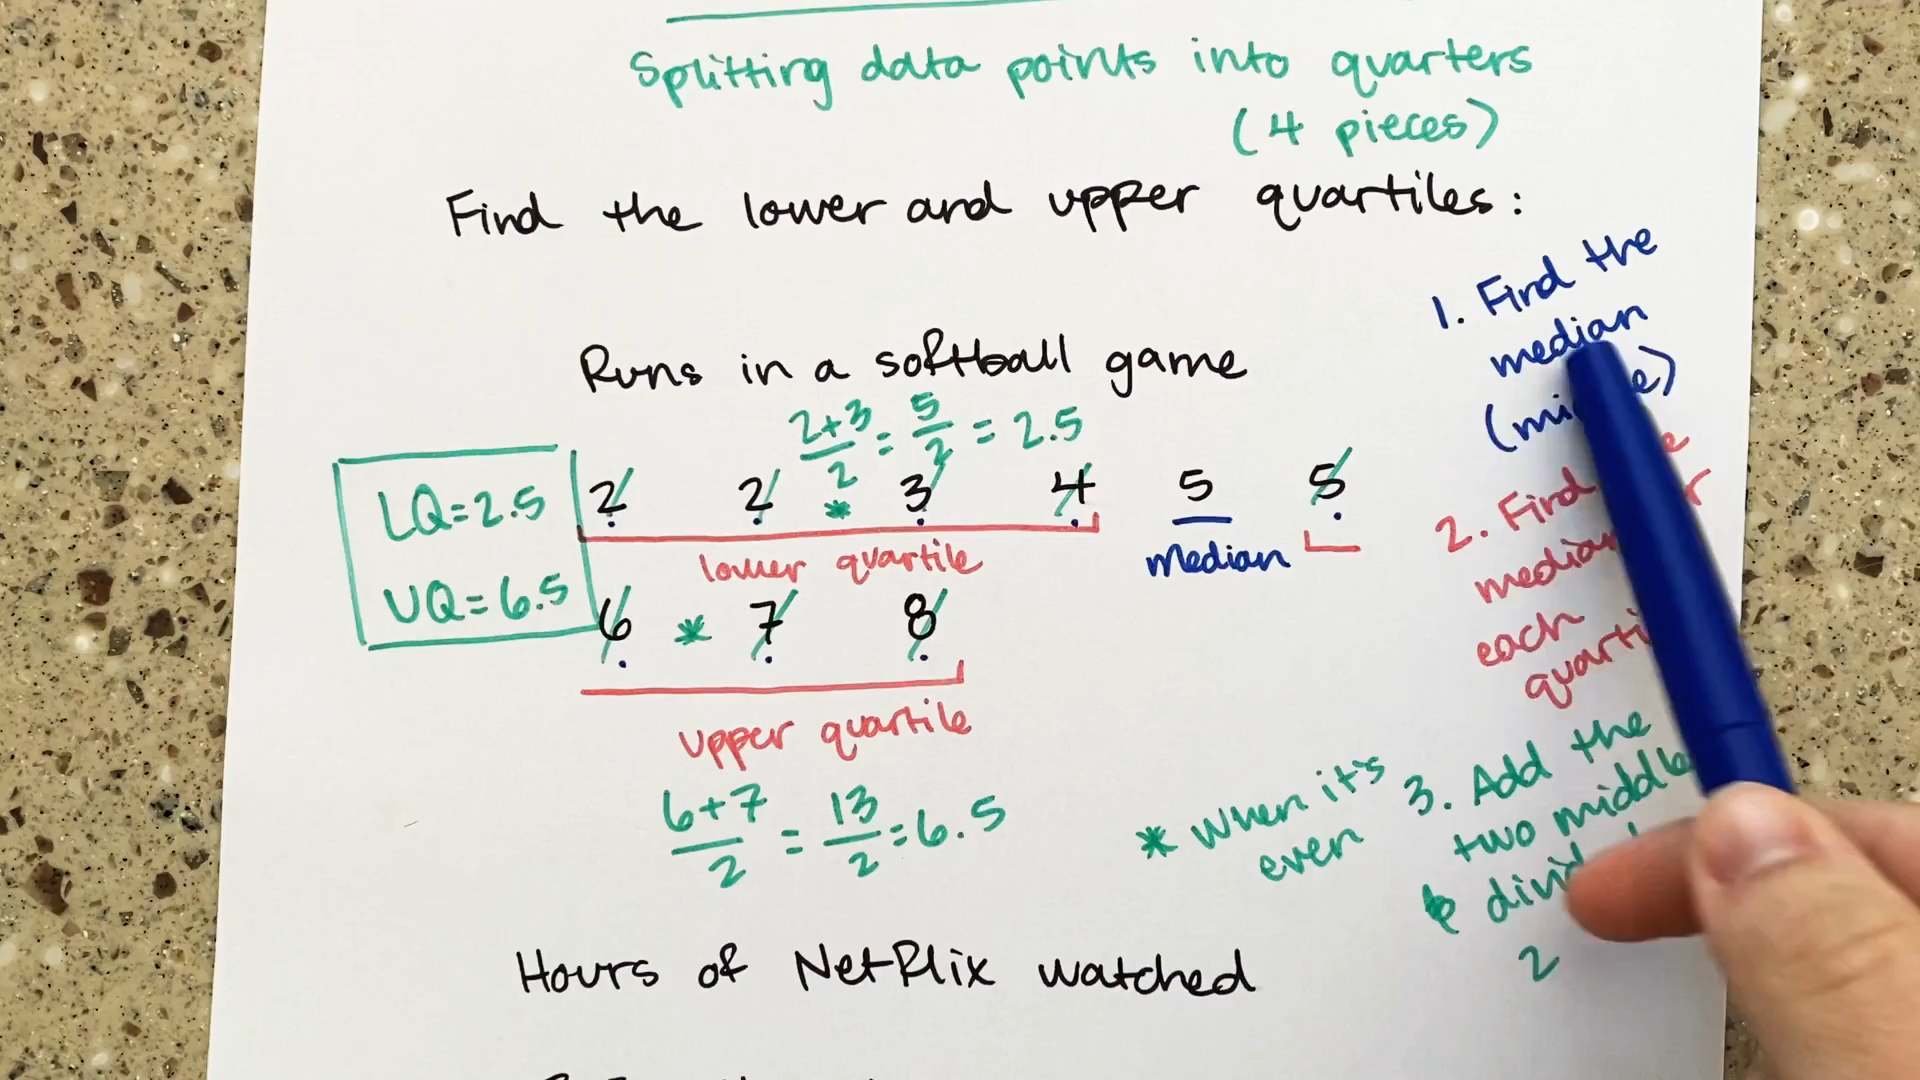 Splitting data points into quarters
(4 pieces)
Find the lower and upper quartiles:
1. Find the
median
Runs in a softball game
2+3/2 = 5/2 = 2.5
LQ=2.5
UQ=6.5
2 2 * 3 4 5 5
lower quartile
Median
6 * 7 8
upper quartile
6+7/2 = 13/2 = 6.5
2. Find
each
3. Add the
two middle
2
* When it's
even
Hours of Netflix watched